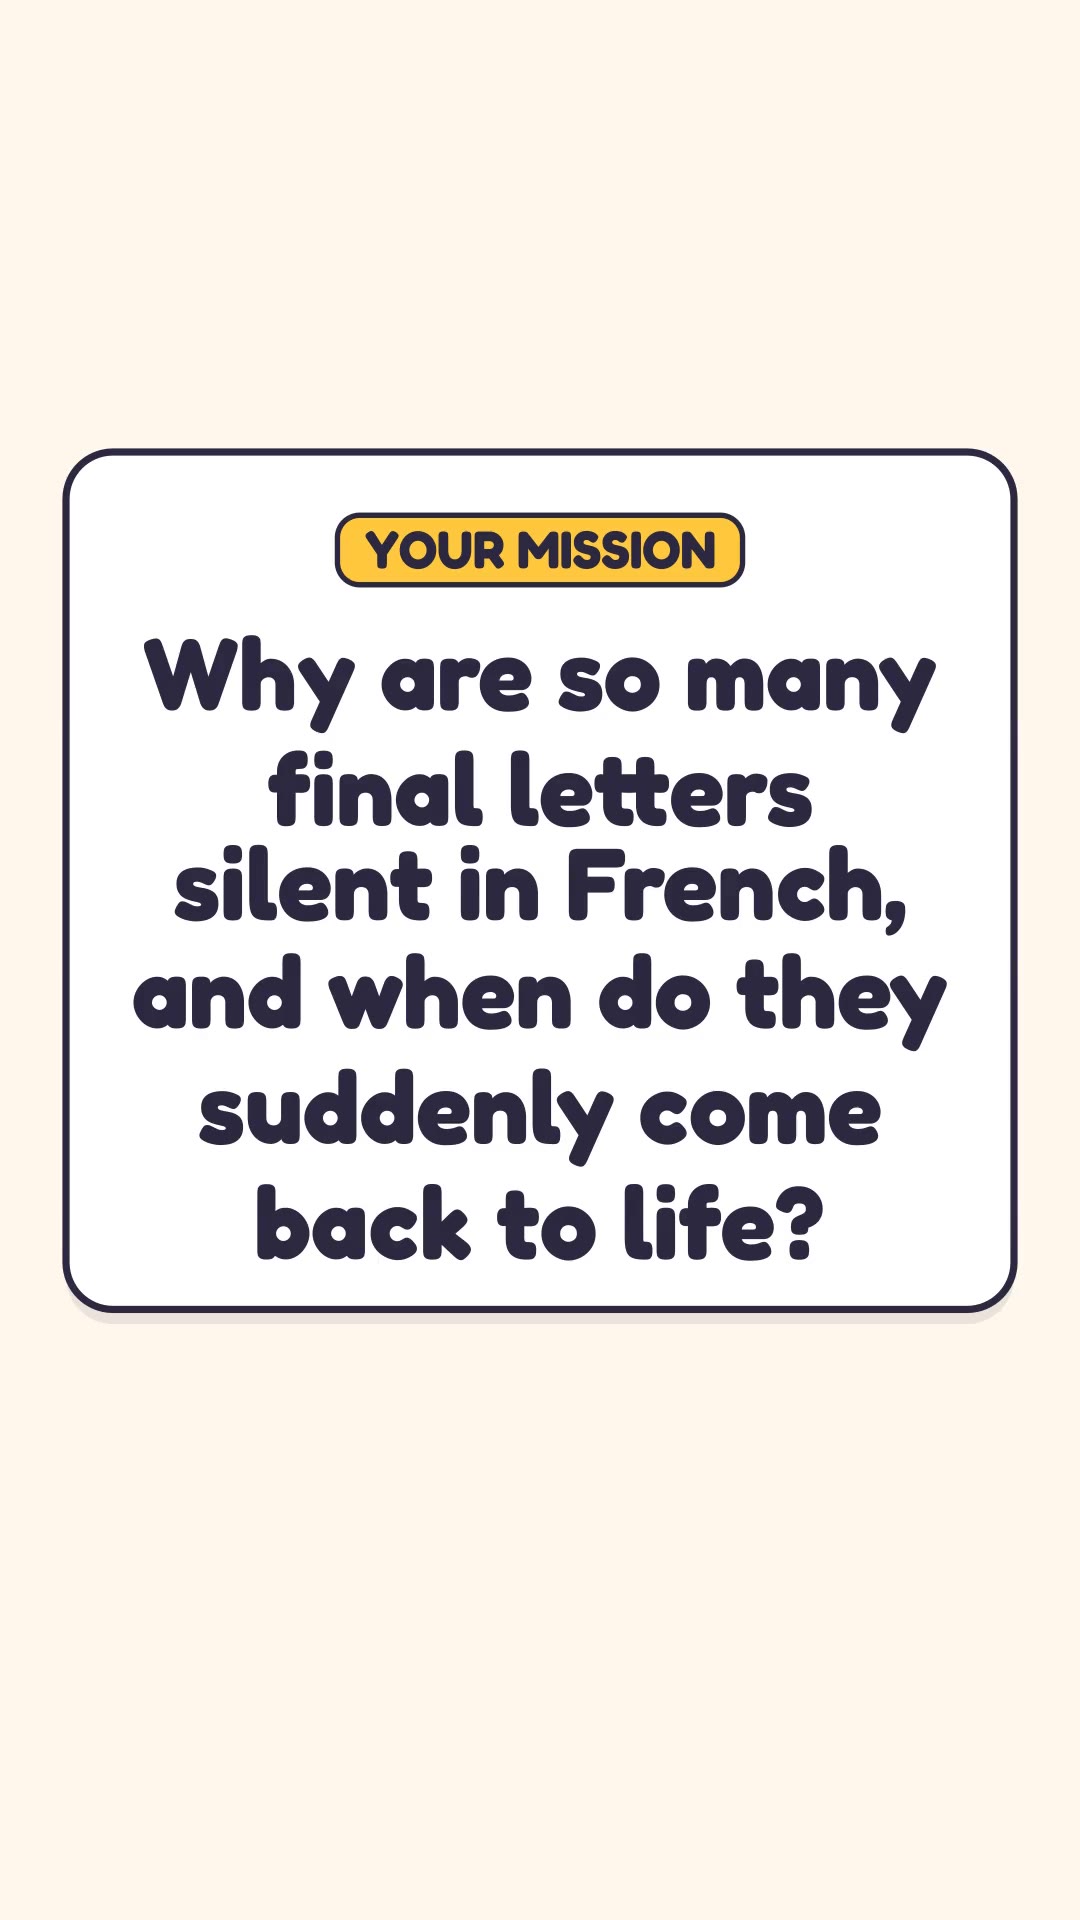 YOUR MISSION
Why are so many
final letters
silent in French,
and when do they
suddenly come
back to life?